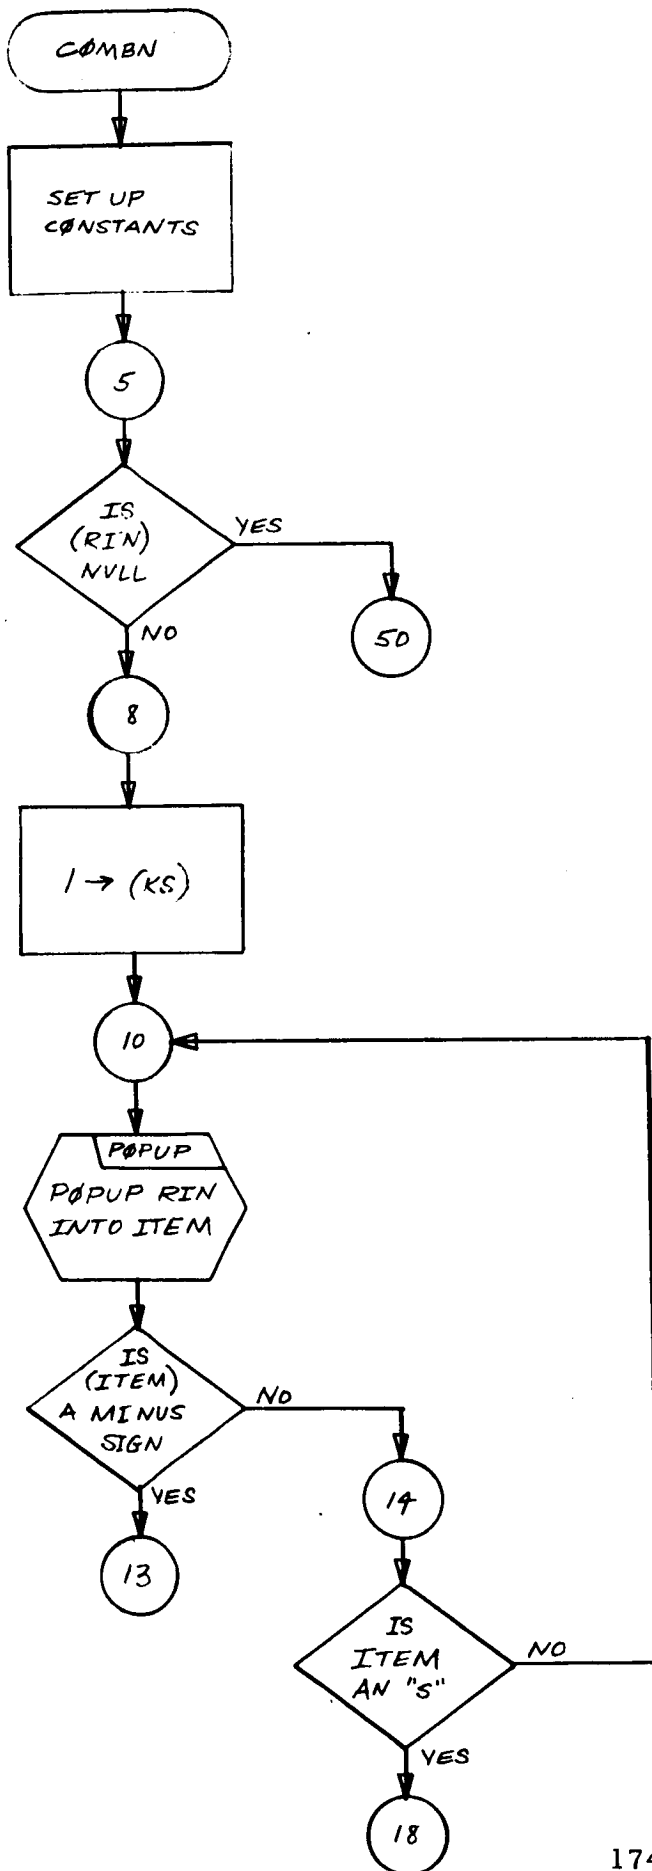 CØMBN
SET UP
CØNSTANTS
5
IS
(RIN)
NULL
YES
NO
50
8
1 → (KS)
10
PØPUP
PØPUP RIN
INTO ITEM
IS
(ITEM)
A MINUS
SIGN
NO
YES
14
13
IS
ITEM
AN "S"
NO
YES
18
174